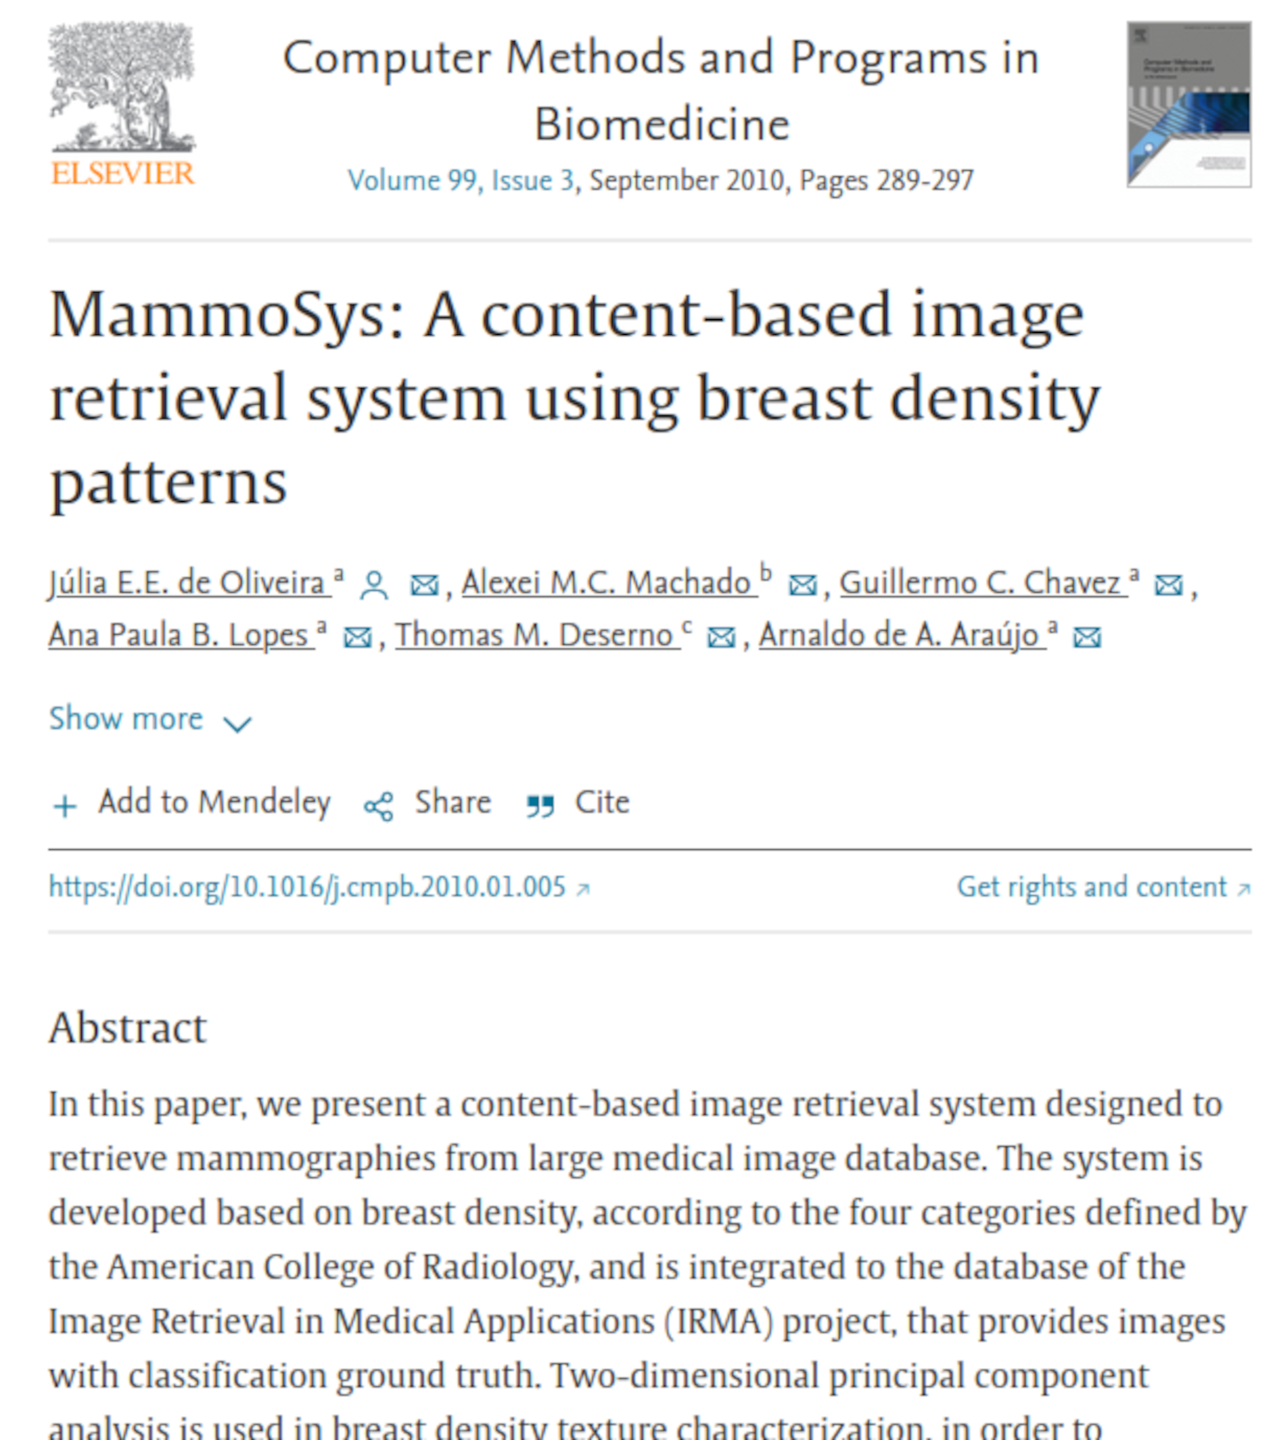 ELSEVIER
Computer Methods and Programs in
Biomedicine
Volume 99, Issue 3, September 2010, Pages 289-297
MammoSys: A content-based image
retrieval system using breast density
patterns
Júlia E.E. de Oliveira a, Alexei M.C. Machado b, Guillermo C. Chavez a,
Ana Paula B. Lopes a, Thomas M. Deserno c, Arnaldo de A. Araújo a
Show more
Add to Mendeley Share Cite
https://doi.org/10.1016/j.cmpb.2010.01.005 Get rights and content
Abstract
In this paper, we present a content-based image retrieval system designed to
retrieve mammographies from large medical image database. The system is
developed based on breast density, according to the four categories defined by
the American College of Radiology, and is integrated to the database of the
Image Retrieval in Medical Applications (IRMA) project, that provides images
with classification ground truth. Two-dimensional principal component
analysis is used in breast density texture characterization, in order to